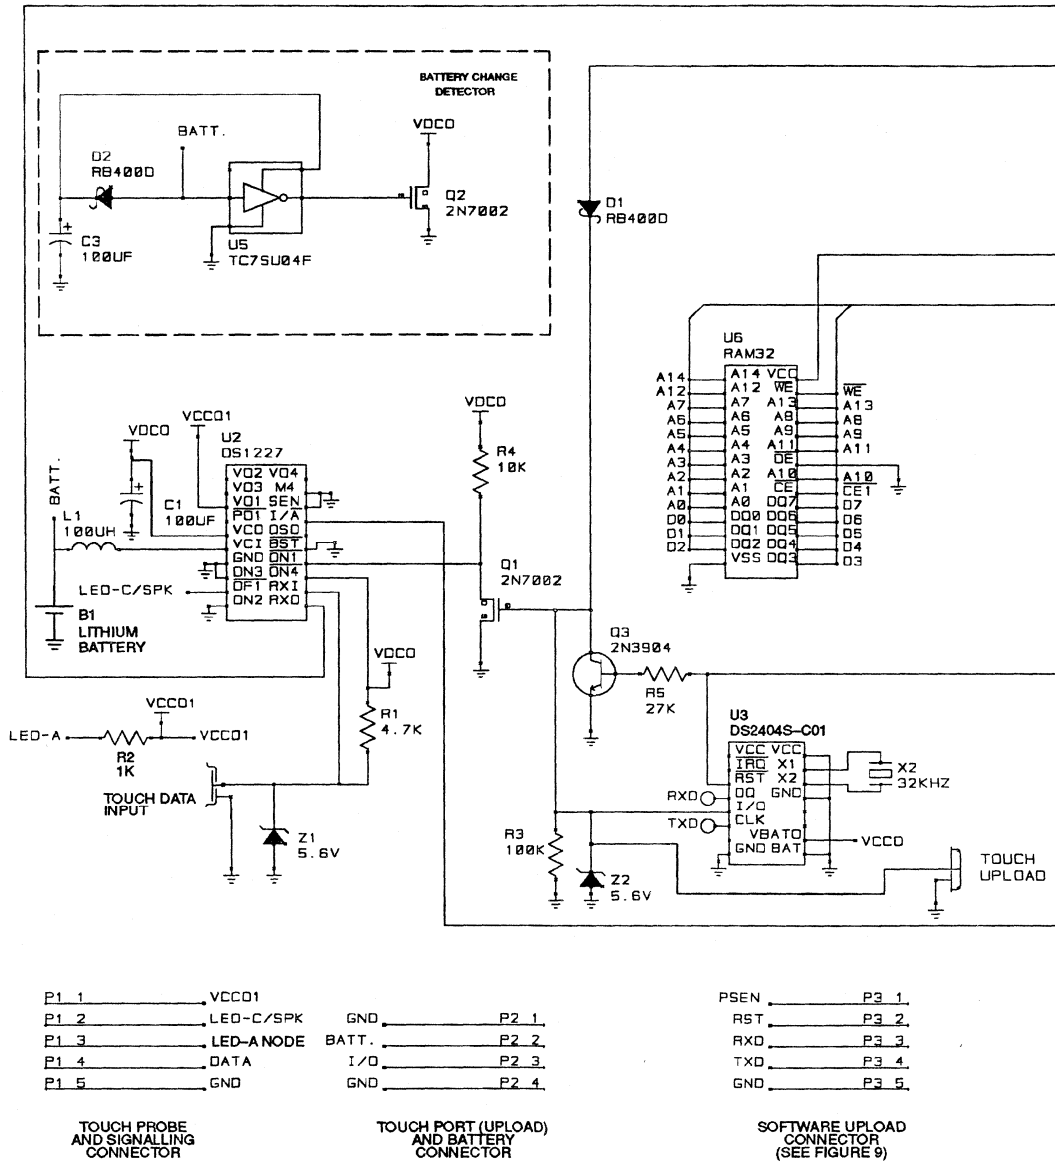 BATTERY CHANGE
DETECTOR
VOCO
BATT.
D2
RB400D
Q2
2N7002
+
C3
100UF
U5
TC7SU04F
D1
RB400D
U6
RAM32
A14 A14 VCC
A12 A12 WE WE
A7 A7 A13 A13
A6 A6 A8 A8
A5 A5 A9 A9
A4 A4 A11 A11
A3 A3 OE
A2 A2 A10 A10
A1 A1 CE CE1
A0 A0 DQ7 D7
D0 DQ0 DQ6 D6
D1 DQ1 DQ5 D5
D2 DQ2 DQ4 D4
VSS DQ3 D3
VOCO
R4
10K
VCCO1
VOCO
U2
DS1227
BATT.
+
C1
100UF
L1
100UH
VO2 VO4
VO3 M4
VO1 SEN
PD1 I/A
VCO OSO
VCI BST
GND ON1
ON3 ON4
OF1 RXI
ON2 RXO
LED-C/SPK
B1
LITHIUM
BATTERY
Q1
2N7002
Q3
2N3904
R5
27K
VOCO
R1
4.7K
VCCO1
LED-A
R2
1K
VCCO1
TOUCH DATA
INPUT
Z1
5.6V
U3
DS2404S-C01
VCC VCC
IRQ X1
RST X2
DQ GND
I/O
CLK
VBATO
GND BAT
RXD
TXD
X2
32KHZ
VCCO
R3
100K
Z2
5.6V
TOUCH
UPLOAD
P1 1 VCCO1
P1 2 LED-C/SPK
P1 3 LED-ANODE
P1 4 DATA
P1 5 GND
TOUCH PROBE
AND SIGNALLING
CONNECTOR
GND P2 1
BATT. P2 2
I/O P2 3
GND P2 4
TOUCH PORT (UPLOAD)
AND BATTERY
CONNECTOR
PSEN P3 1
RST P3 2
RXD P3 3
TXD P3 4
GND P3 5
SOFTWARE UPLOAD
CONNECTOR
(SEE FIGURE 9)